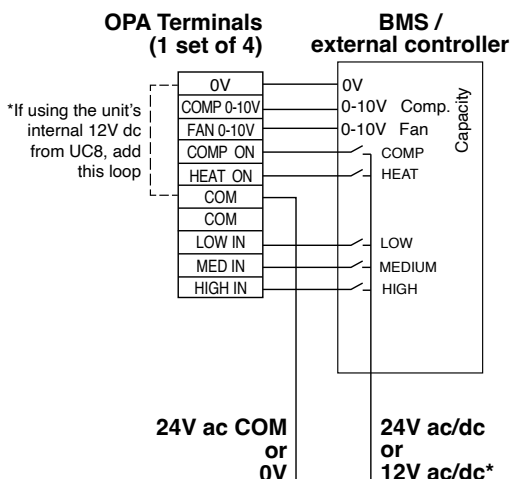 OPA Terminals
(1 set of 4)
BMS /
external controller
*If using the unit's
internal 12V dc
from UC8, add
this loop
0V
COMP 0-10V
FAN 0-10V
COMP ON
HEAT ON
COM
COM
LOW IN
MED IN
HIGH IN
0V
0-10V Comp.
0-10V Fan
Capacity
COMP
HEAT
LOW
MEDIUM
HIGH
24V ac COM
or
0V
24V ac/dc
or
12V ac/dc*